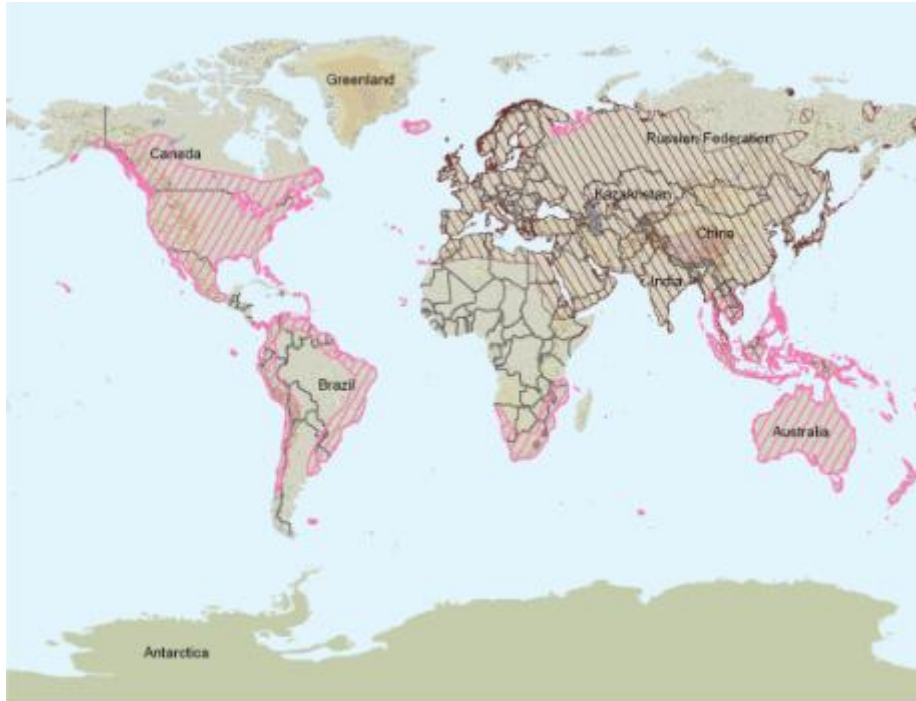 Greenland
Canada
Russian Federation
Kazakhstan
China
India
Brazil
Australia
Antarctica